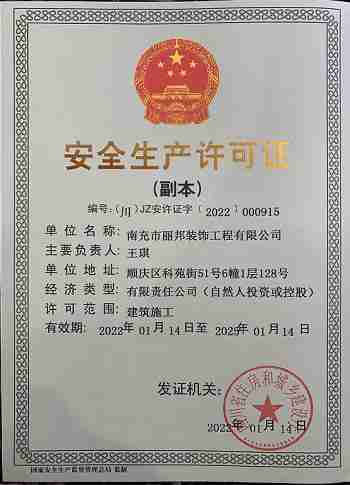 安全生产许可证
(副本)
编号：（川）JZ安许证字〔2022〕000915
单位名称：南充市丽邦装饰工程有限公司
主要负责人：王琪
单位地址：顺庆区科苑街51号6幢1层128号
经济类型：有限责任公司（自然人投资或控股）
许可范围：建筑施工
有效期：2022年01月14日至2025年01月14日
发证机关：
四川省住房和城乡建设厅
2022年01月14日
国家安全生产监督管理总局 监制